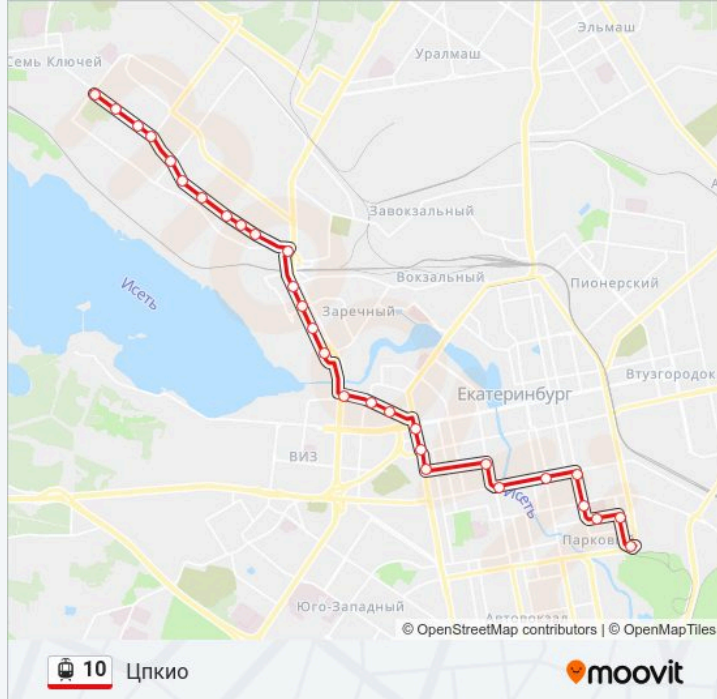 Эльмаш
Уралмаш
Семь Ключей
Завокзальный
Вокзальный
Пионерский
Исеть
Заречный
Втузгородок
Екатеринбург
ВИЗ
Исеть
Парковый
Юго-Западный
Автовокзал
© OpenStreetMap contributors | © OpenMapTiles
10 Цпкио
moovit